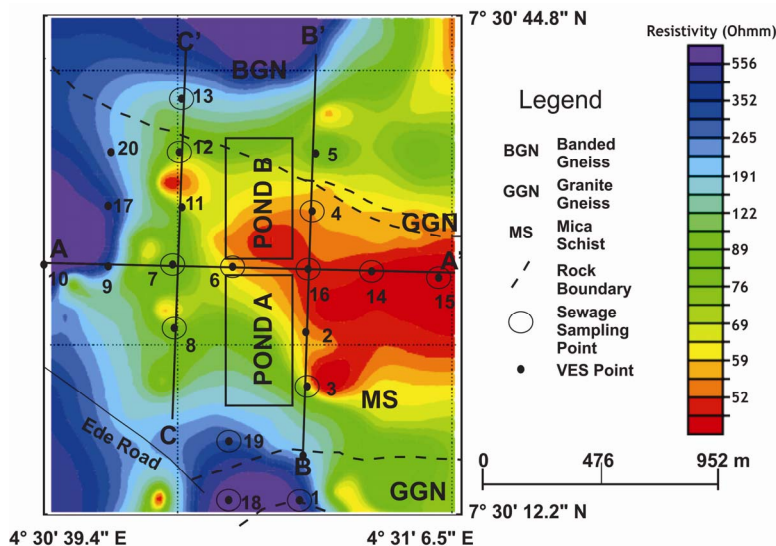 7° 30' 44.8" N
Resistivity (Ohmm)
C'
B'
BGN
13
20
12
5
POND B
17
11
4
GGN
A
A'
10
9
7
6
16
14
15
POND A
8
2
3
MS
C
Ede Road
19
B
18
1
GGN
4° 30' 39.4" E
4° 31' 6.5" E
7° 30' 12.2" N
Legend
BGN Banded
Gneiss
GGN Granite
Gneiss
MS Mica
Schist
Rock
Boundary
Sewage
Sampling
Point
VES Point
0 476 952 m
556
352
265
191
122
89
76
69
59
52